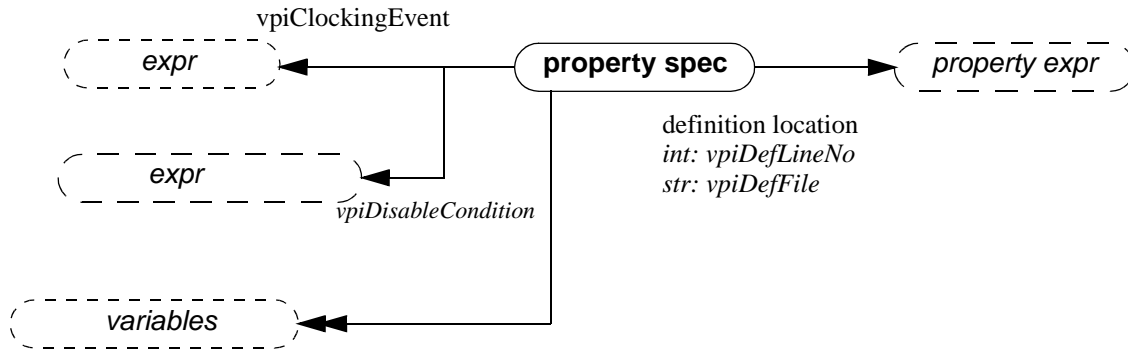 vpiClockingEvent
expr
property spec
property expr
definition location
int: vpiDefLineNo
str: vpiDefFile
expr
vpiDisableCondition
variables